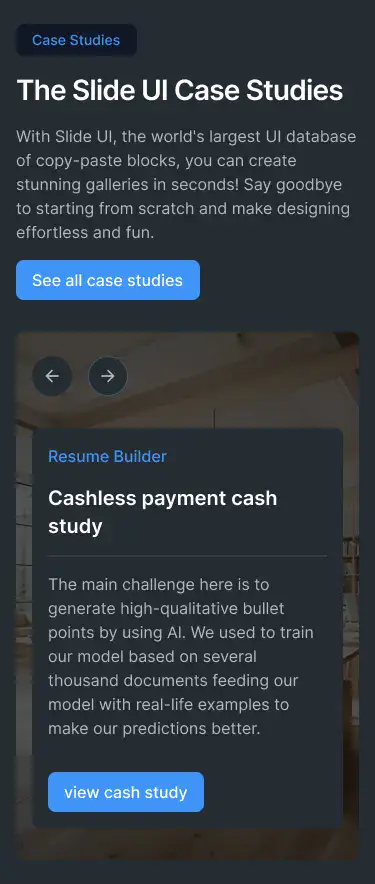 Case Studies
The Slide UI Case Studies
With Slide UI, the world's largest UI database
of copy-paste blocks, you can create
stunning galleries in seconds! Say goodbye
to starting from scratch and make designing
effortless and fun.
See all case studies
Resume Builder
Cashless payment cash
study
The main challenge here is to
generate high-qualitative bullet
points by using AI. We used to train
our model based on several
thousand documents feeding our
model with real-life examples to
make our predictions better.
view cash study